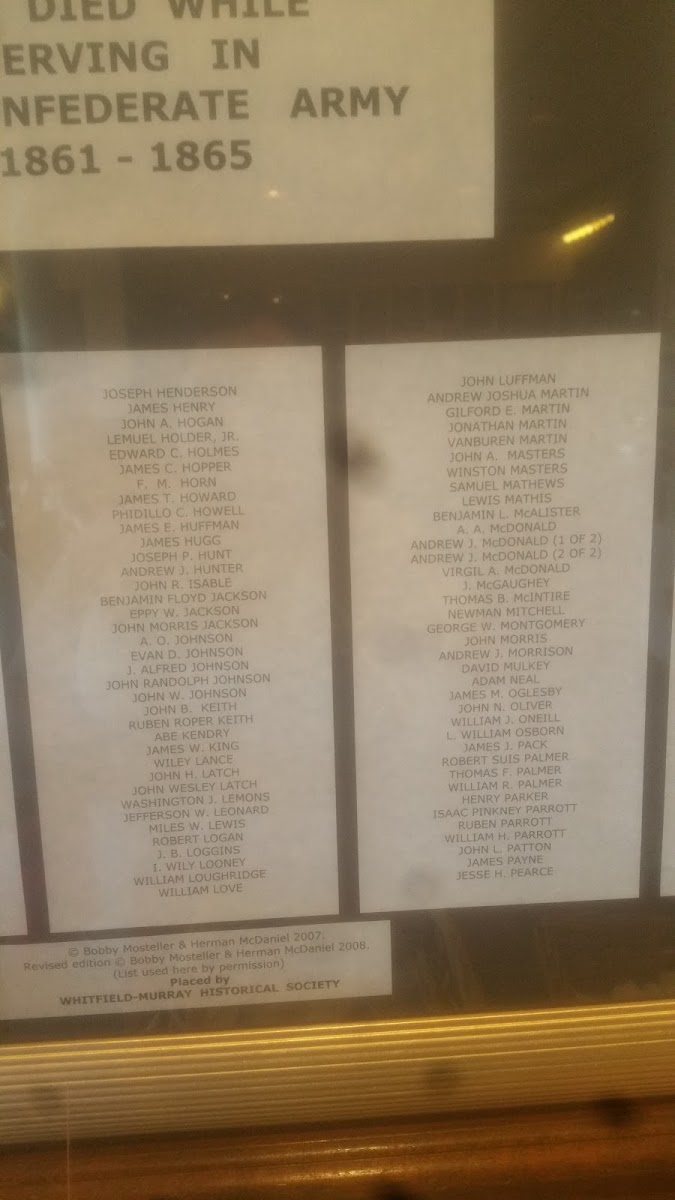 DIED WHILE
ERVING IN
NFEDERATE ARMY
1861 - 1865
JOSEPH HENDERSON
JAMES HENRY
JOHN A. HOGAN
LEMUEL HOLDER, JR.
EDWARD C. HOLMES
JAMES C. HOPPER
F. M. HORN
JAMES T. HOWARD
PHIDILLO C. HOWELL
JAMES E. HUFFMAN
JAMES HUGG
JOSEPH P. HUNT
ANDREW J. HUNTER
JOHN R. ISABLE
BENJAMIN FLOYD JACKSON
EPPY W. JACKSON
JOHN MORRIS JACKSON
A. O. JOHNSON
EVAN D. JOHNSON
J. ALFRED JOHNSON
JOHN RANDOLPH JOHNSON
JOHN W. JOHNSON
JOHN B. KEITH
RUBEN ROPER KEITH
ABE KENDRY
JAMES W. KING
WILEY LANCE
JOHN H. LATCH
JOHN WESLEY LATCH
WASHINGTON J. LEMONS
JEFFERSON W. LEONARD
MILES W. LEWIS
ROBERT LOGAN
J. B. LOGGINS
I. WILY LOONEY
WILLIAM LOUGHRIDGE
WILLIAM LOVE
JOHN LUFFMAN
ANDREW JOSHUA MARTIN
GILFORD E. MARTIN
JONATHAN MARTIN
VANBUREN MARTIN
JOHN A. MASTERS
WINSTON MASTERS
SAMUEL MATHEWS
LEWIS MATHIS
BENJAMIN L. McALISTER
A. A. McDONALD
ANDREW J. McDONALD (1 OF 2)
ANDREW J. McDONALD (2 OF 2)
VIRGIL A. McDONALD
J. McGAUGHEY
THOMAS B. McINTIRE
NEWMAN MITCHELL
GEORGE W. MONTGOMERY
JOHN MORRIS
ANDREW J. MORRISON
DAVID MULKEY
ADAM NEAL
JAMES M. OGLESBY
JOHN N. OLIVER
WILLIAM J. ONEILL
L. WILLIAM OSBORN
JAMES J. PACK
ROBERT SUIS PALMER
THOMAS F. PALMER
WILLIAM R. PALMER
HENRY PARKER
ISAAC PINKNEY PARROTT
RUBEN PARROTT
WILLIAM H. PARROTT
JOHN L. PATTON
JAMES PAYNE
JESSE H. PEARCE
© Bobby Mosteller & Herman McDaniel 2007.
Revised edition © Bobby Mosteller & Herman McDaniel 2008.
(List used here by permission)
Placed by
WHITFIELD-MURRAY HISTORICAL SOCIETY